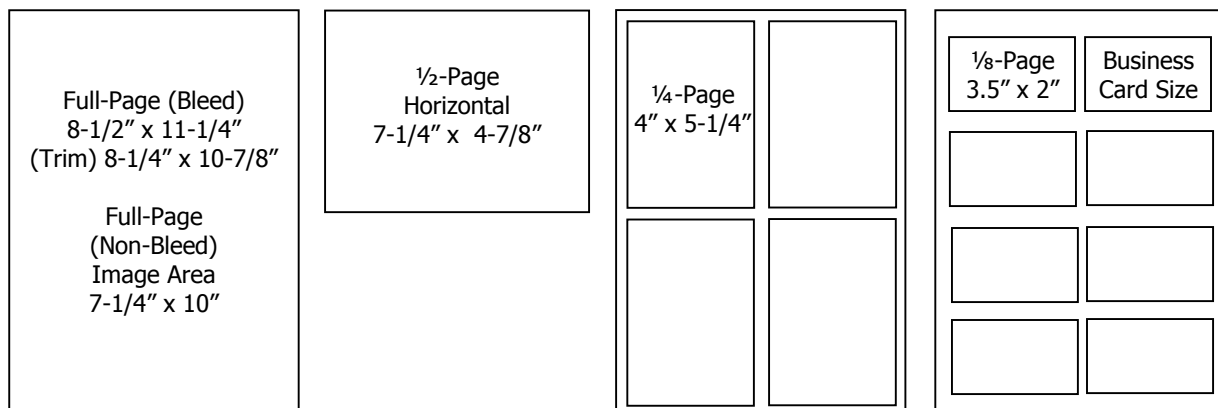 Full-Page (Bleed)
8-1/2” x 11-1/4”
(Trim) 8-1/4” x 10-7/8”
Full-Page
(Non-Bleed)
Image Area
7-1/4” x 10”
½-Page
Horizontal
7-1/4” x 4-7/8”
¼-Page
4” x 5-1/4”
⅛-Page
3.5” x 2”
Business
Card Size